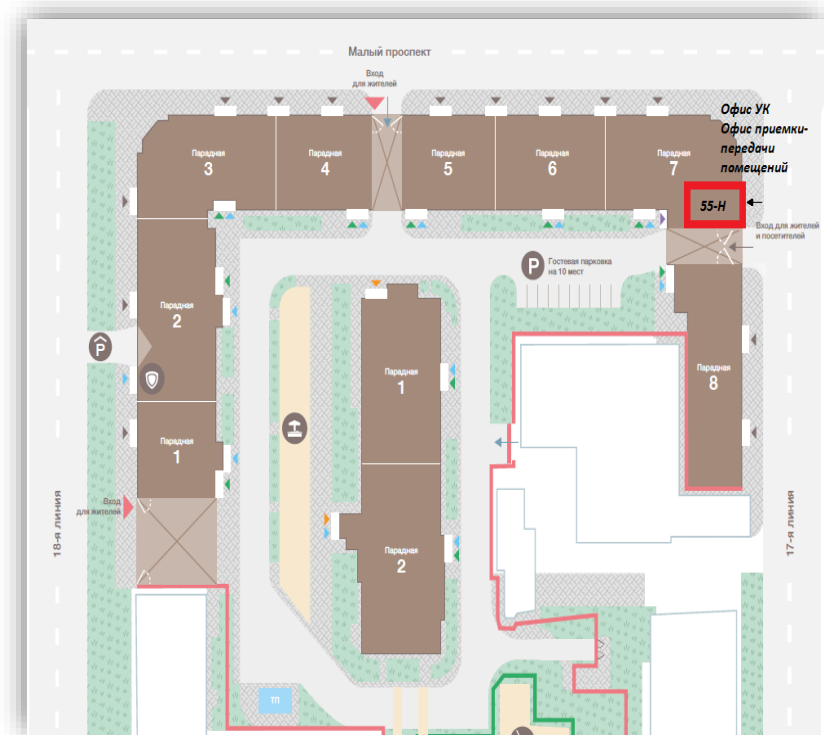 Малый проспект
Вход
для жителей
Офис УК
Офис приемки-
передачи
помещений
Парадная
3
Парадная
4
Парадная
5
Парадная
6
Парадная
7
55-Н
Вход для жителей
и посетителей
P
Гостевая парковка
на 10 мест
Парадная
2
P
Парадная
1
Парадная
8
Парадная
1
Вход
для жителей
18-я линия
17-я линия
Парадная
2
ТП